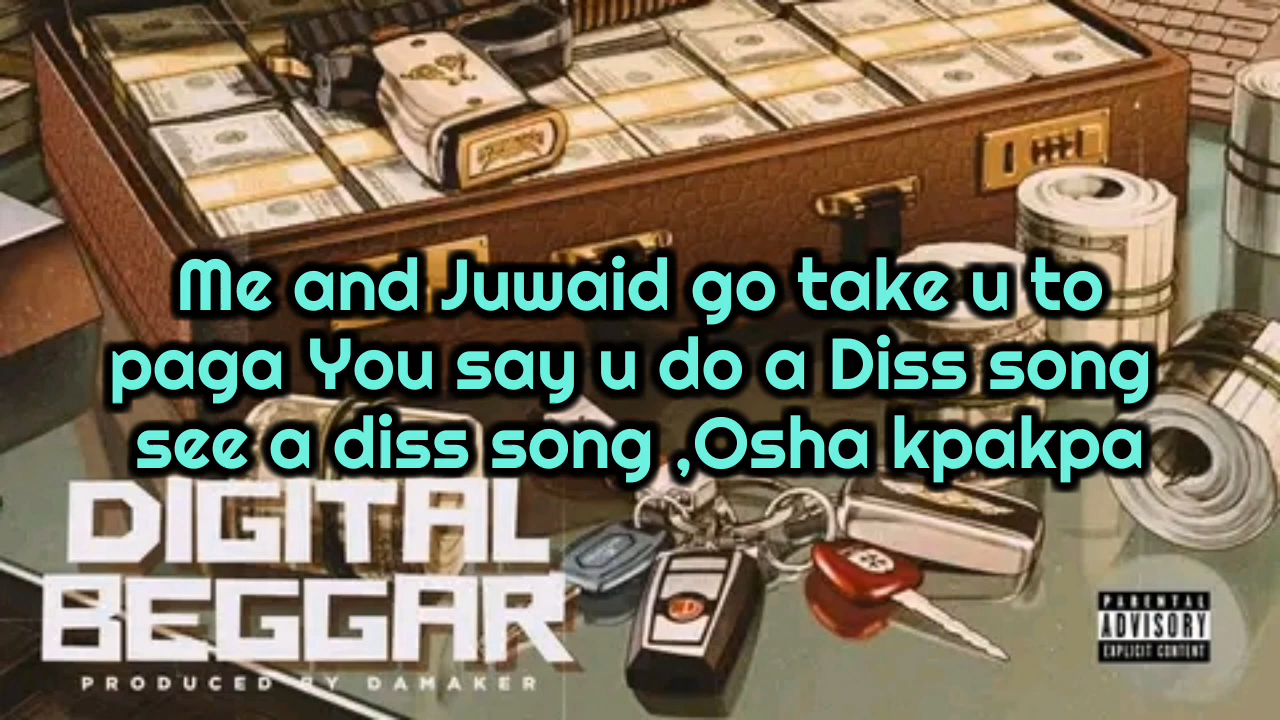 Me and Juwaid go take u to
paga You say u do a Diss song
see a diss song ,Osha kpakpa
DIGITAL
BEGGAR
PRODUCED BY DAMAKER
PARENTAL
ADVISORY
EXPLICIT CONTENT